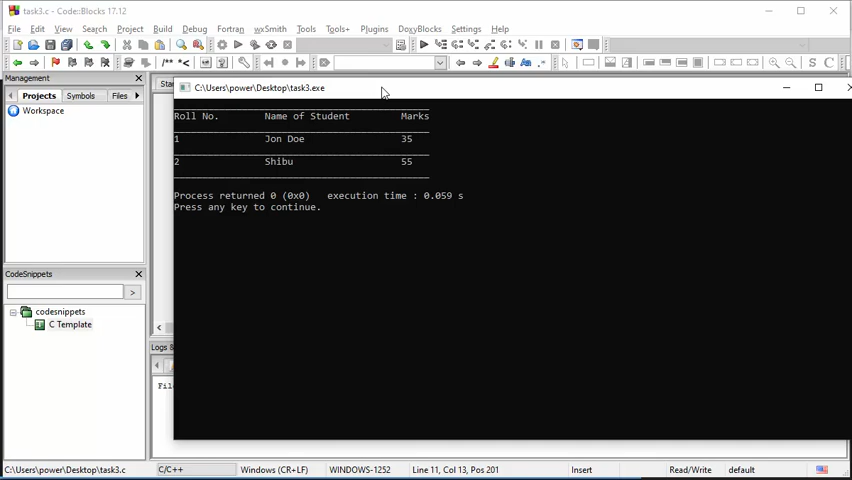 task3.c - Code::Blocks 17.12
File Edit View Search Project Build Debug Fortran wxSmith Tools Tools+ Plugins DoxyBlocks Settings Help
/** *<
Management
Projects Symbols Files
Workspace
C:\Users\power\Desktop\task3.exe
Roll No. Name of Student Marks
1 Jon Doe 35
2 Shibu 55
Process returned 0 (0x0) execution time : 0.059 s
Press any key to continue.
CodeSnippets
>
codesnippets
C Template
Logs &
C:\Users\power\Desktop\task3.c C/C++ Windows (CR+LF) WINDOWS-1252 Line 11, Col 13, Pos 201 Insert Read/Write default